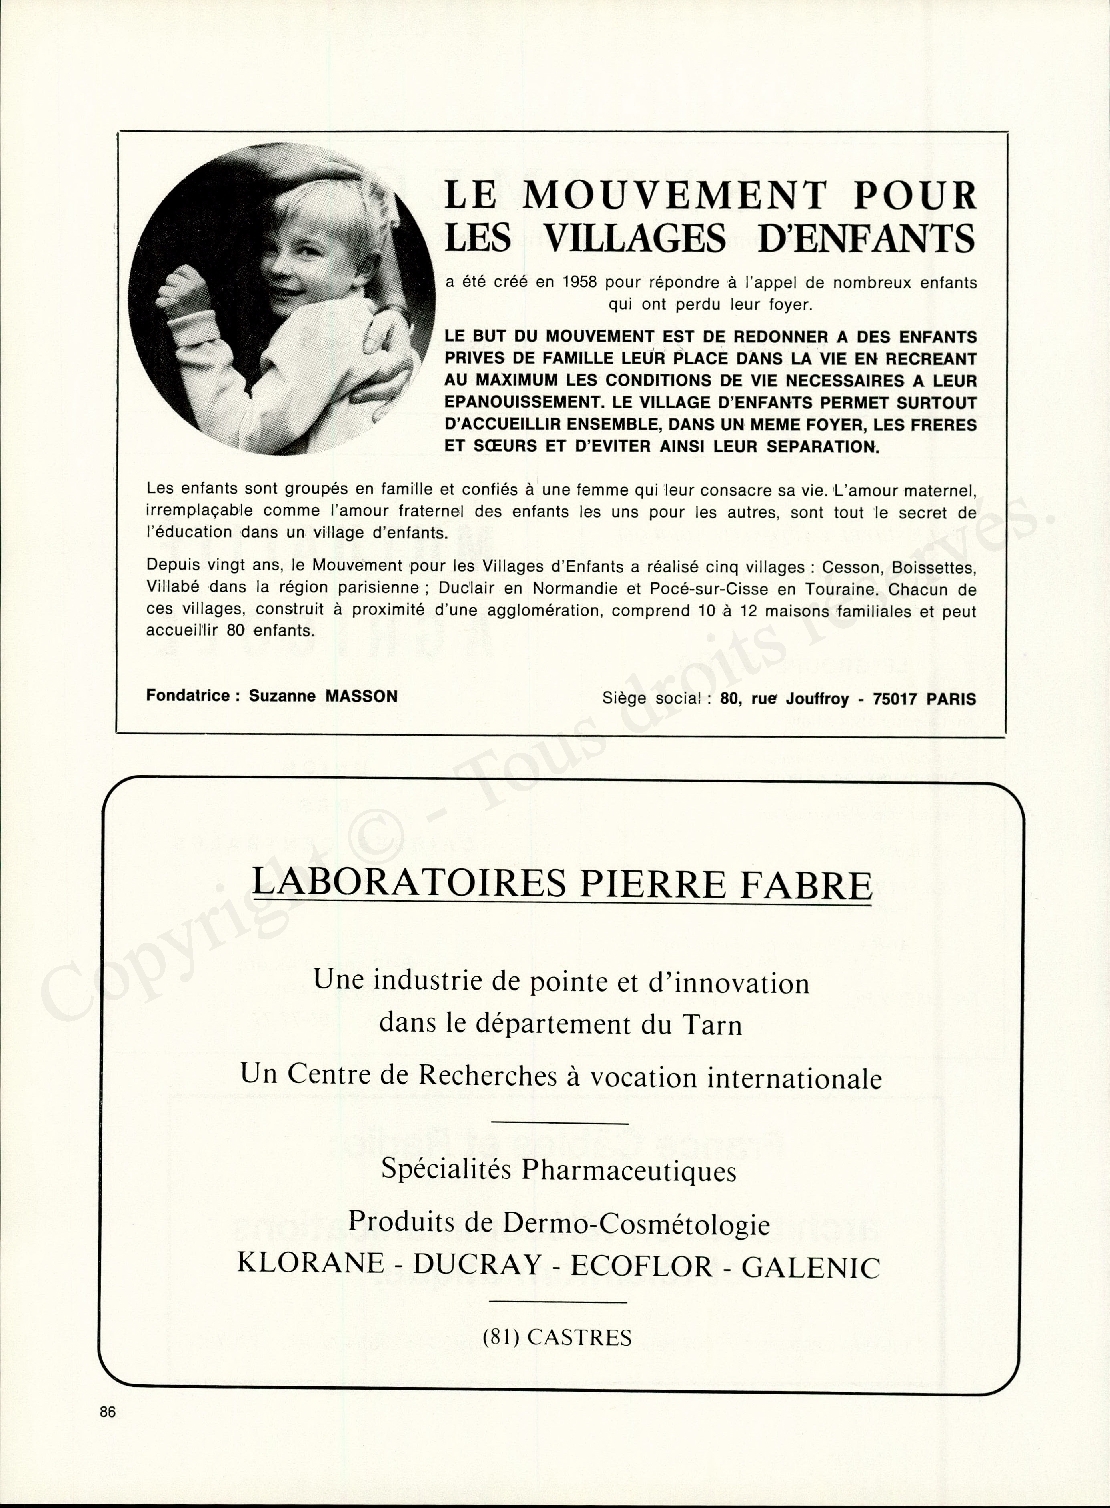 LE MOUVEMENT POUR
LES VILLAGES D'ENFANTS
a été créé en 1958 pour répondre à l'appel de nombreux enfants
qui ont perdu leur foyer.
LE BUT DU MOUVEMENT EST DE REDONNER A DES ENFANTS
PRIVES DE FAMILLE LEUR PLACE DANS LA VIE EN RECREANT
AU MAXIMUM LES CONDITIONS DE VIE NECESSAIRES A LEUR
EPANOUISSEMENT. LE VILLAGE D'ENFANTS PERMET SURTOUT
D'ACCUEILLIR ENSEMBLE, DANS UN MEME FOYER, LES FRERES
ET SŒURS ET D'EVITER AINSI LEUR SEPARATION.
Les enfants sont groupés en famille et confiés à une femme qui leur consacre sa vie. L'amour maternel,
irremplaçable comme l'amour fraternel des enfants les uns pour les autres, sont tout le secret de
l'éducation dans un village d'enfants.
Depuis vingt ans, le Mouvement pour les Villages d'Enfants a réalisé cinq villages : Cesson, Boissettes,
Villabé dans la région parisienne ; Duclair en Normandie et Pocé-sur-Cisse en Touraine. Chacun de
ces villages, construit à proximité d'une agglomération, comprend 10 à 12 maisons familiales et peut
accueillir 80 enfants.
Fondatrice : Suzanne MASSON
Siège social : 80, rue Jouffroy - 75017 PARIS
Copyright © - Tous droits réservés.
LABORATOIRES PIERRE FABRE
Une industrie de pointe et d'innovation
dans le département du Tarn
Un Centre de Recherches à vocation internationale
Spécialités Pharmaceutiques
Produits de Dermo-Cosmétologie
KLORANE - DUCRAY - ECOFLOR - GALENIC
(81) CASTRES
86